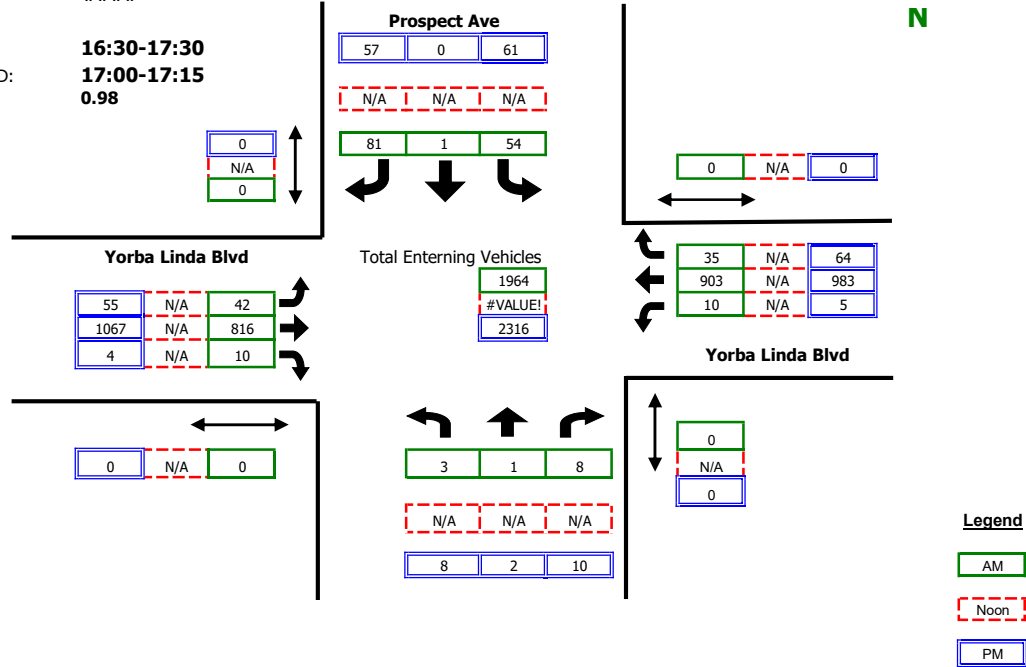 N
Prospect Ave
16:30-17:30
D: 17:00-17:15
0.98
57 0 61
N/A N/A N/A
81 1 54
0
N/A
0
0 N/A 0
Yorba Linda Blvd
Total Enterning Vehicles
1964
#VALUE!
2316
35 N/A 64
903 N/A 983
10 N/A 5
55 N/A 42
1067 N/A 816
4 N/A 10
Yorba Linda Blvd
0 N/A 0
3 1 8
N/A N/A N/A
8 2 10
0
N/A
0
Legend
AM
Noon
PM